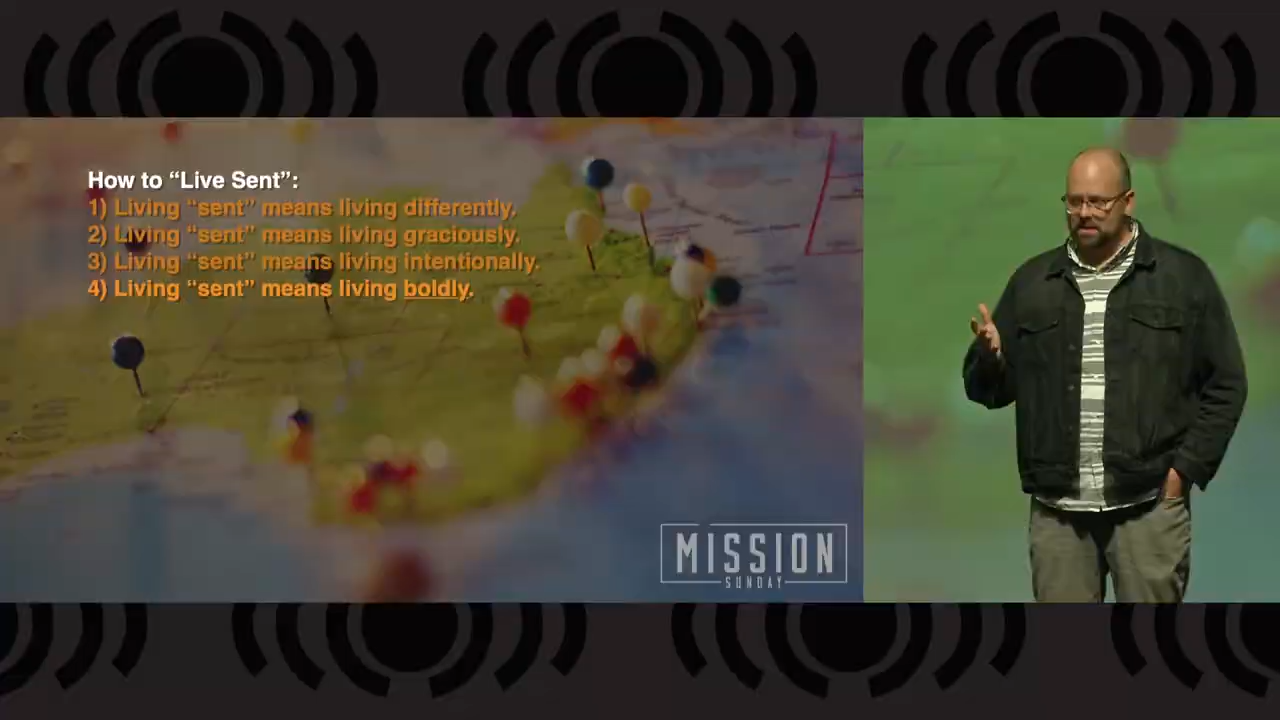 How to “Live Sent”:
1) Living “sent” means living differently.
2) Living “sent” means living graciously.
3) Living “sent” means living intentionally.
4) Living “sent” means living boldly.
MISSION
SUNDAY